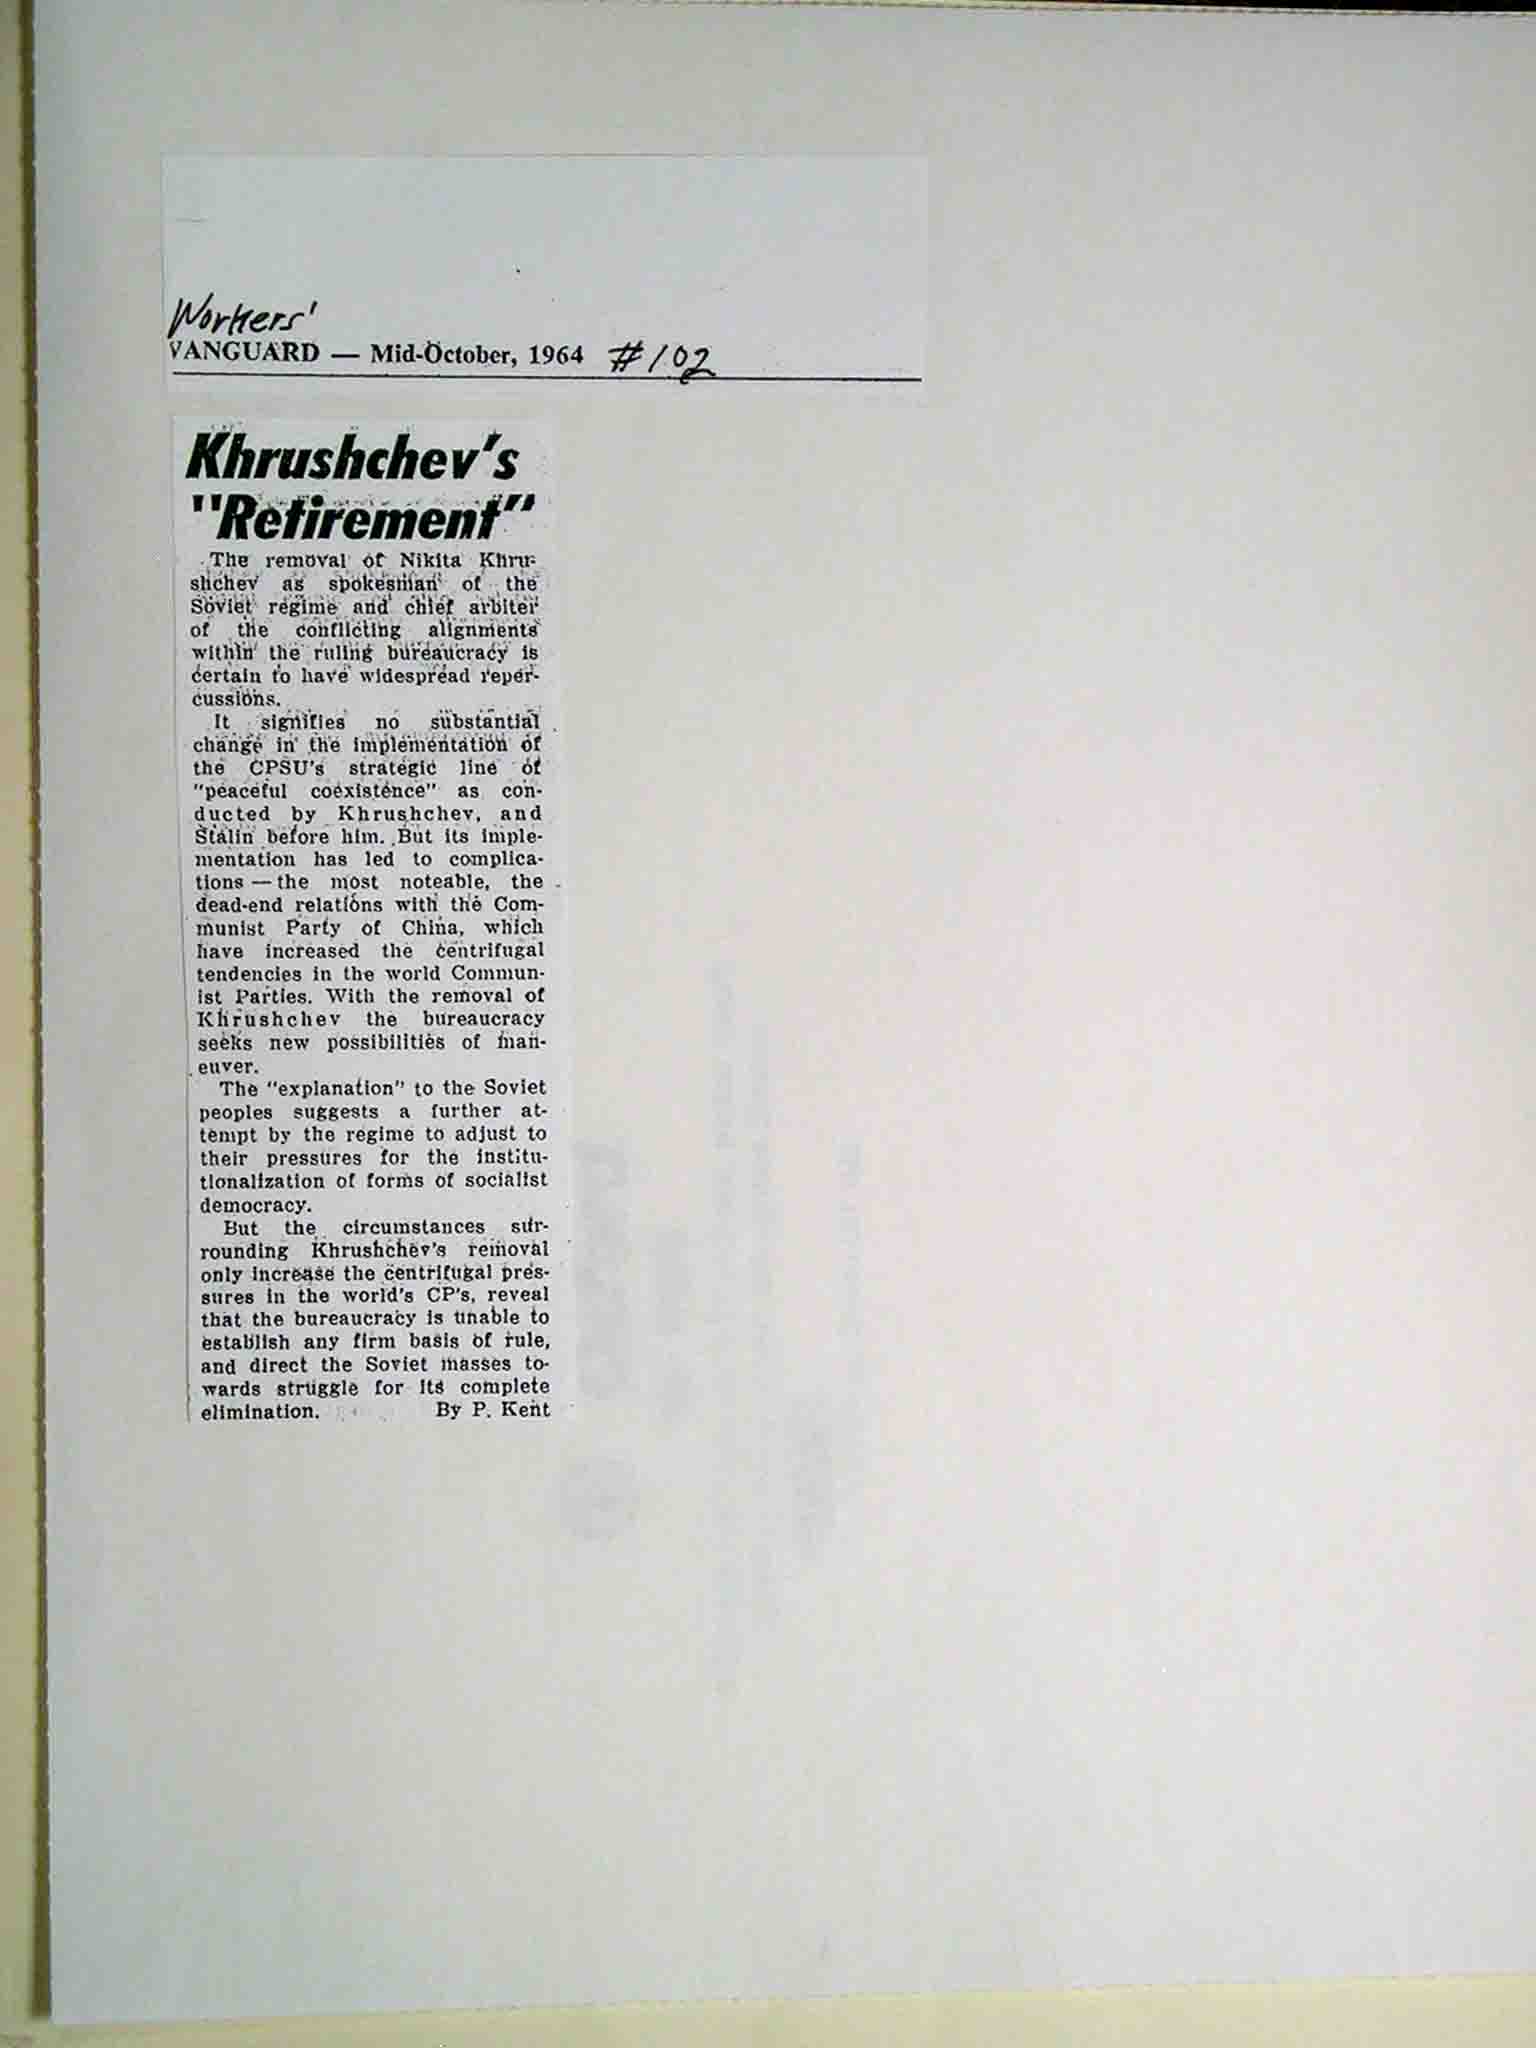 Workers'
VANGUARD — Mid-October, 1964 #102
Khrushchev's
"Retirement"
The removal of Nikita Khru-
shchev as spokesman of the
Soviet regime and chief arbiter
of the conflicting alignments
within the ruling bureaucracy is
certain to have widespread reper-
cussions.
It signifies no substantial
change in the implementation of
the CPSU's strategic line of
"peaceful coexistence" as con-
ducted by Khrushchev, and
Stalin before him. But its imple-
mentation has led to complica-
tions — the most noteable, the
dead-end relations with the Com-
munist Party of China, which
have increased the centrifugal
tendencies in the world Commun-
ist Parties. With the removal of
Khrushchev the bureaucracy
seeks new possibilities of man-
euver.
The "explanation" to the Soviet
peoples suggests a further at-
tempt by the regime to adjust to
their pressures for the institu-
tionalization of forms of socialist
democracy.
But the circumstances sur-
rounding Khrushchev's removal
only increase the centrifugal pres-
sures in the world's CP's, reveal
that the bureaucracy is unable to
establish any firm basis of rule,
and direct the Soviet masses to-
wards struggle for its complete
elimination. By P. Kent